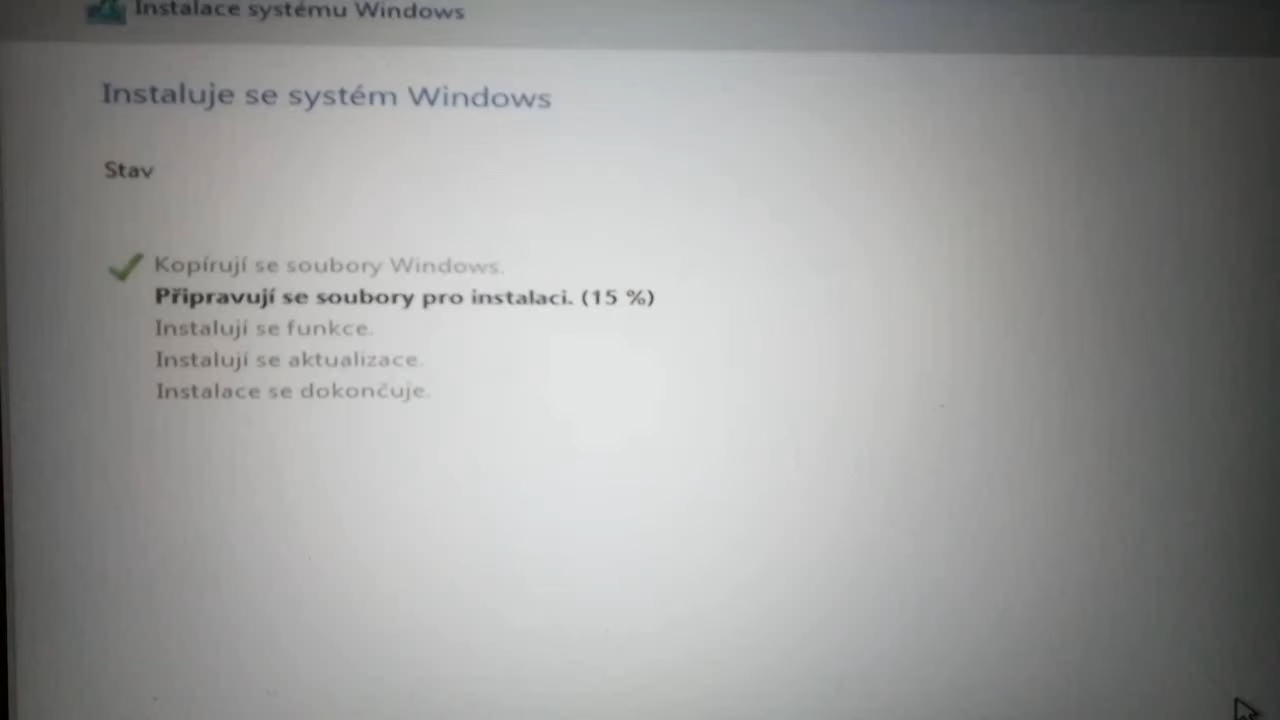 Instalace systému Windows
Instaluje se systém Windows
Stav
Kopírují se soubory Windows.
Připravují se soubory pro instalaci. (15 %)
Instalují se funkce.
Instalují se aktualizace.
Instalace se dokončuje.